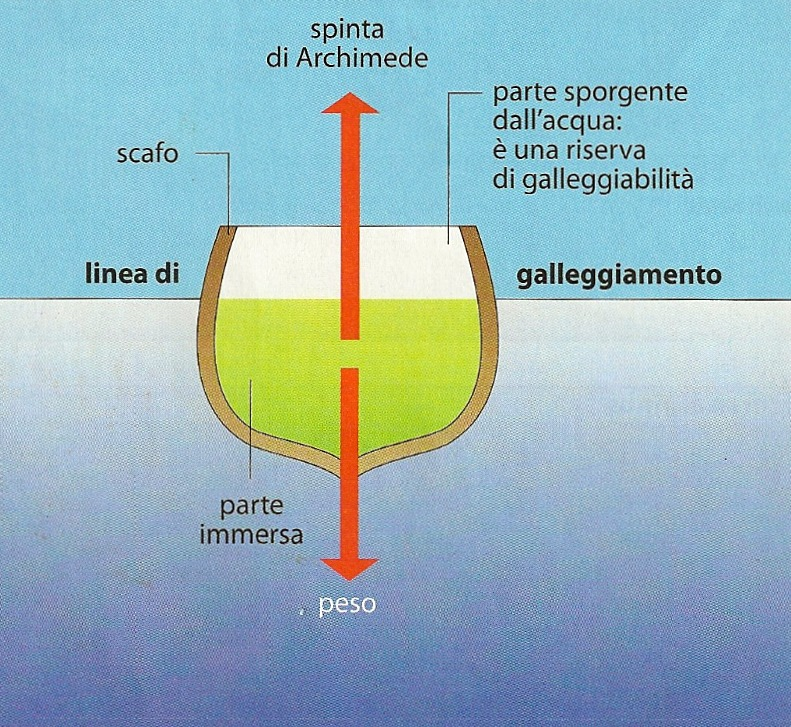 spinta
di Archimede
parte sporgente
dall'acqua:
è una riserva
di galleggiabilità
scafo
linea di galleggiamento
parte
immersa
peso